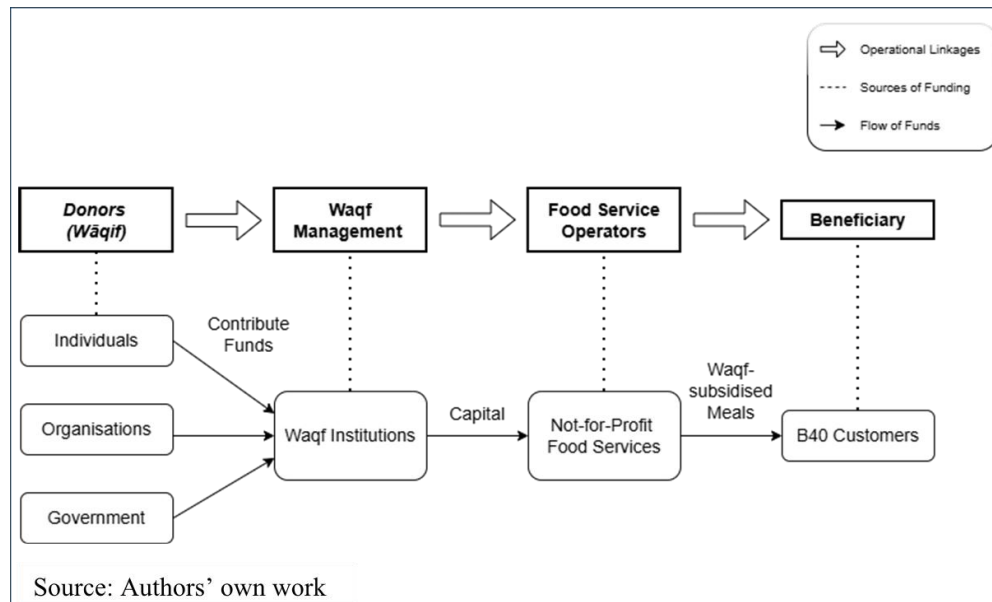 Operational Linkages
Sources of Funding
Flow of Funds
Donors
(Wāqif)
Waqf
Management
Food Service
Operators
Beneficiary
Individuals
Contribute
Funds
Organisations
Government
Waqf Institutions
Capital
Not-for-Profit
Food Services
Waqf-
subsidised
Meals
B40 Customers
Source: Authors’ own work